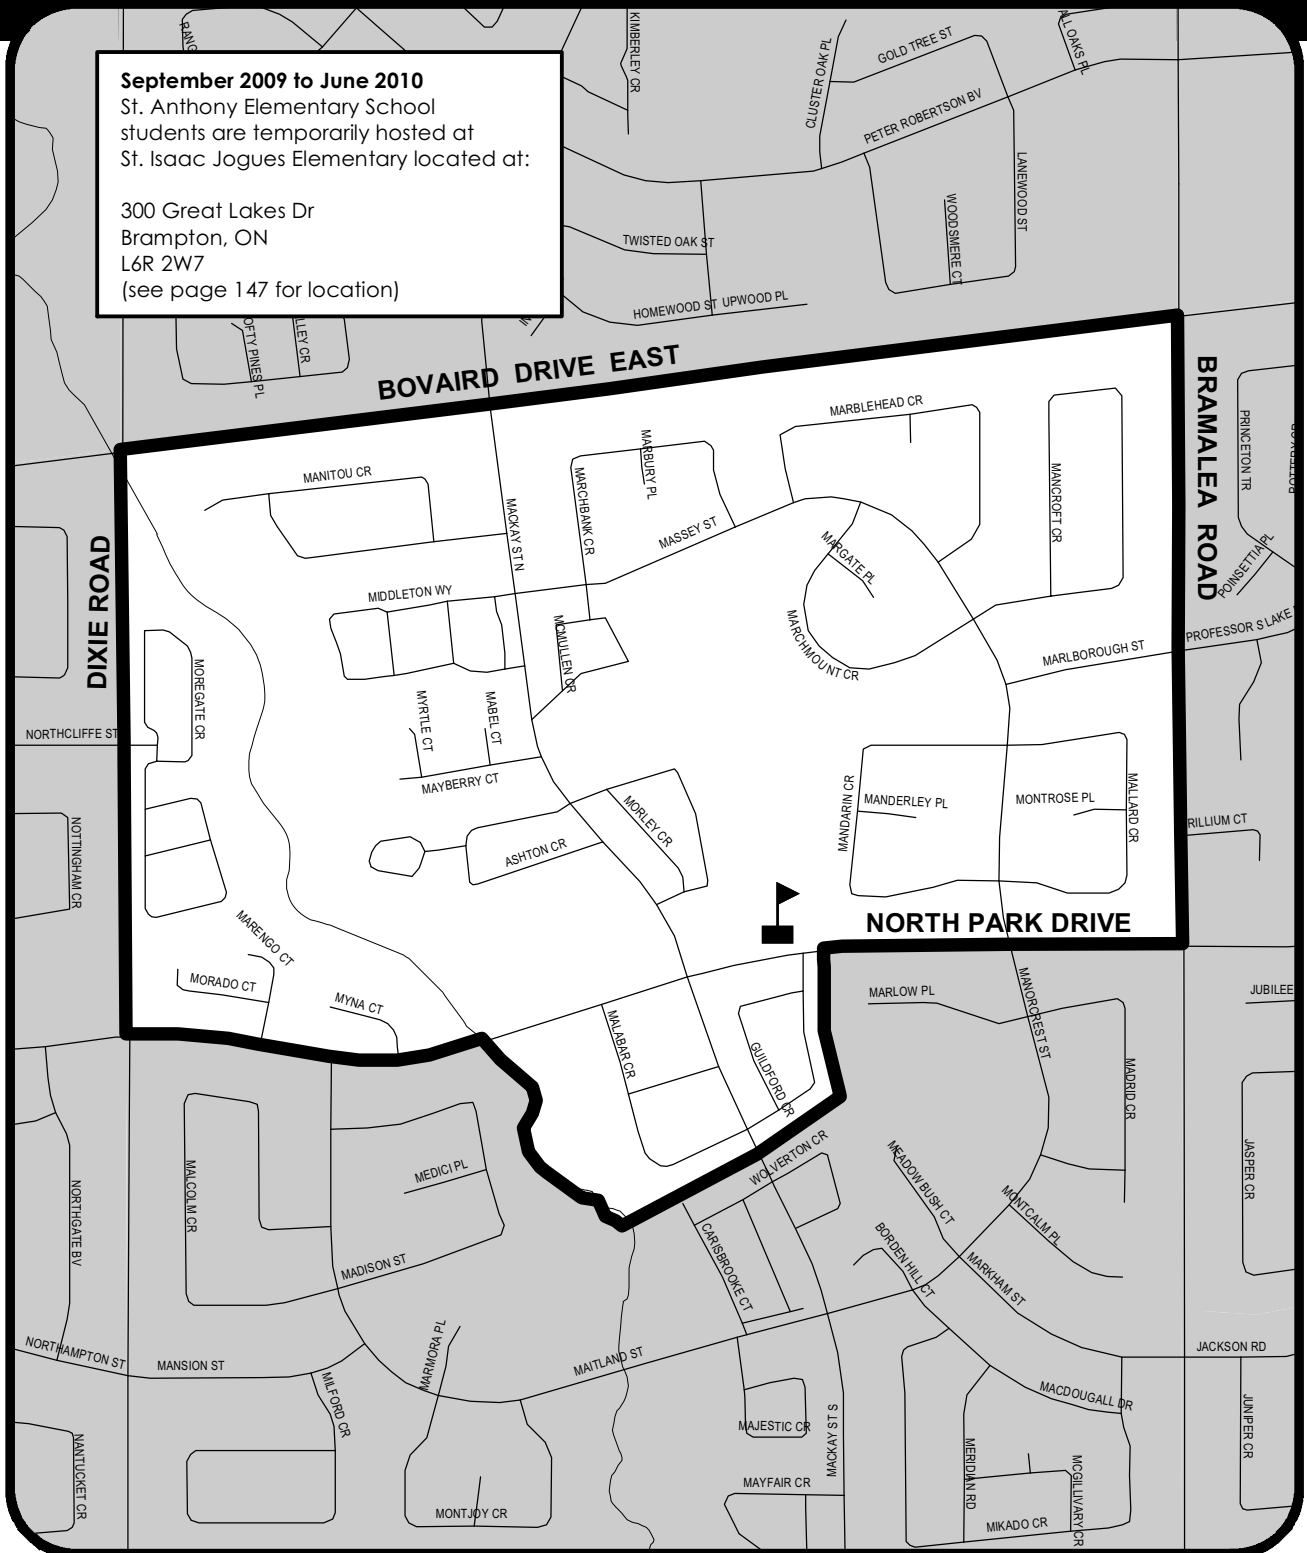 KIMBERLEY CR
CLUSTER OAK PL
GOLD TREE ST
PETER ROBERTSON BV
LANEWOOD ST
WOODSMERE CT
September 2009 to June 2010
St. Anthony Elementary School
students are temporarily hosted at
St. Isaac Jogues Elementary located at:
300 Great Lakes Dr
Brampton, ON
L6R 2W7
(see page 147 for location)
TWISTED OAK ST
HOMEWOOD ST
UPWOOD PL
OFTY PINES PL
LLEY CR
BOVAIRD DRIVE EAST
BRAMALEA ROAD
PRINCETON TR
POINSETTIA PL
PROFESSOR S LAKE
DIXIE ROAD
MANITOU CR
MACKAY ST N
MARCHBANK CR
MARBURY PL
MASSEY ST
MARBLEHEAD CR
MANCROFT CR
MARGATE PL
MARCHMOUNT CR
MARLBOROUGH ST
MIDDLETON WY
MCMULLEN CR
MOREGATE CR
NORTHCLIFFE ST
MYRTLE CT
MABEL CT
MAYBERRY CT
MORLEY CR
ASHTON CR
MANDARIN CR
MANDERLEY PL
MONTROSE PL
MALLARD CR
RILLIUM CT
NOTTINGHAM CR
NORTH PARK DRIVE
MARENGO CT
MORADO CT
MYNA CT
MALABAR CR
GUILDFORD CR
MARLOW PL
MANORCREST ST
MADRID CR
JUBILEE
JASPER CR
NORTHGATE BV
MALCOLM CR
MEDICI PL
MADISON ST
WOLVERTON CR
CARISBROOKE CT
MEADOW BUSH CT
BORDEN HILL CT
MONTCALM PL
MARKHAM ST
NORTHAMPTON ST
MANSION ST
MILFORD CR
MARMORA PL
MAITLAND ST
JACKSON RD
MACDOUGALL DR
JUNIPER CR
NANTUCKET CR
MONTJOY CR
MAJESTIC CR
MACKAY ST S
MAYFAIR CR
MERIDIAN RD
MCGILLIVARY CR
MIKADO CR